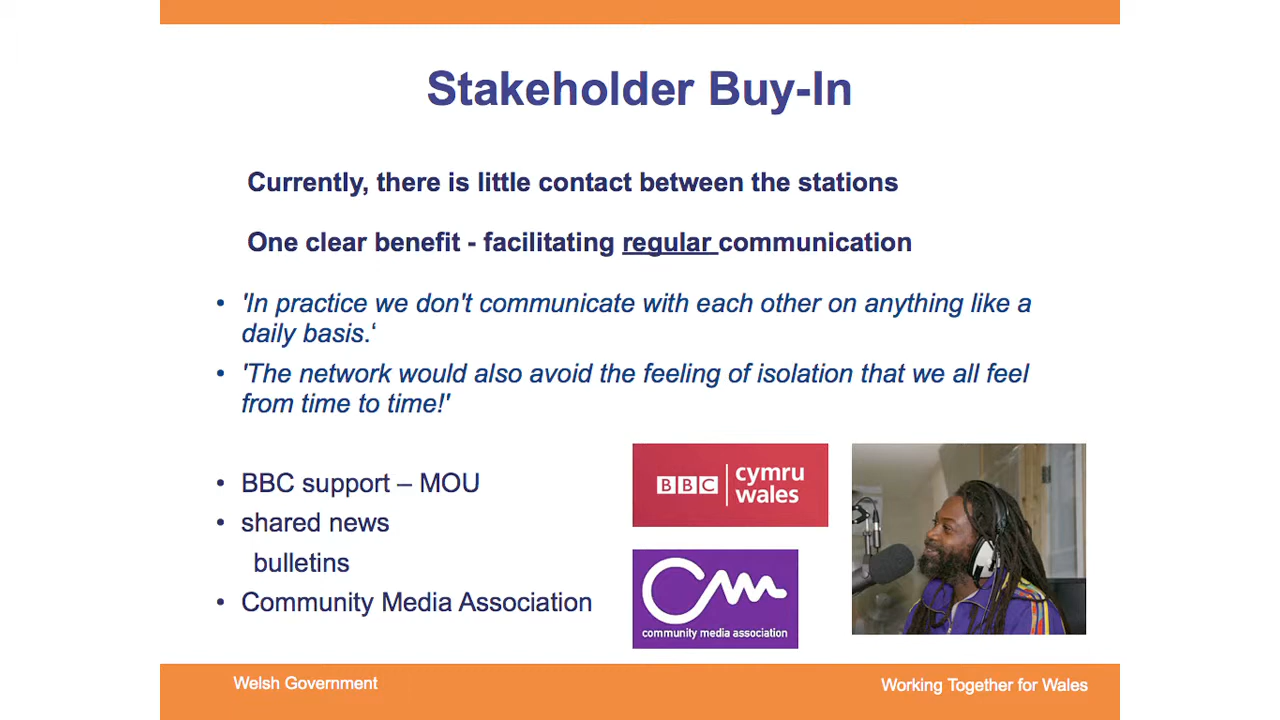 Stakeholder Buy-In
Currently, there is little contact between the stations
One clear benefit - facilitating regular communication
• 'In practice we don't communicate with each other on anything like a
daily basis.‘
• 'The network would also avoid the feeling of isolation that we all feel
from time to time!'
• BBC support – MOU
• shared news
bulletins
• Community Media Association
BBC cymru
wales
cm
community media association
Welsh Government
Working Together for Wales